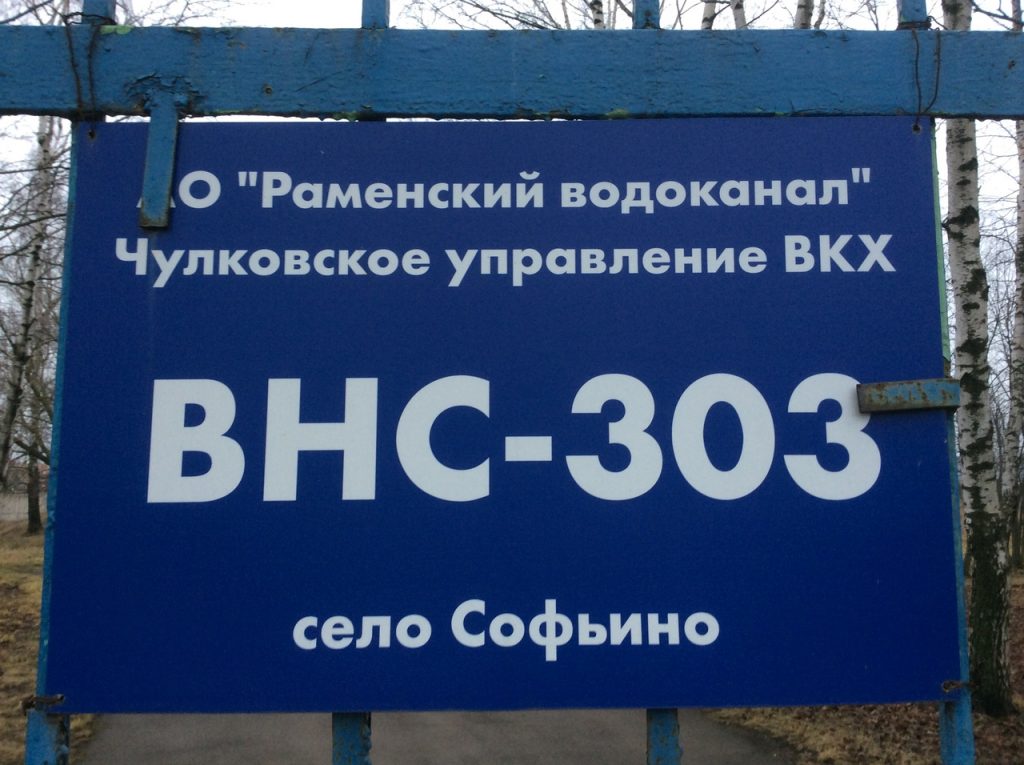 АО "Раменский водоканал"
Чулковское управление ВКХ
ВНС-303
село Софьино